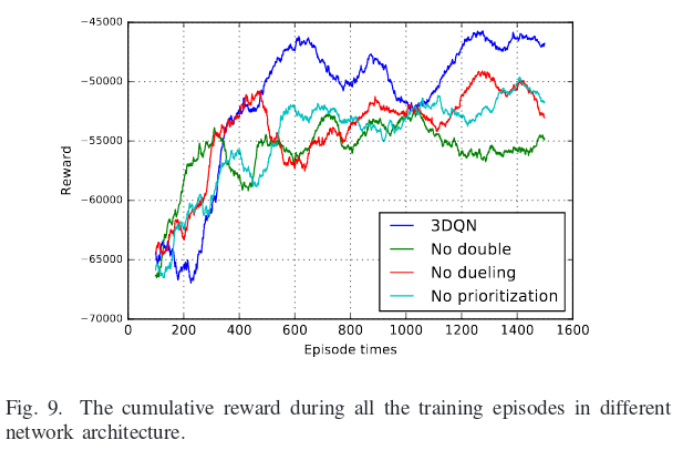 -45000
-50000
-55000
-60000
-65000
-70000
Reward
0 200 400 600 800 1000 1200 1400 1600
Episode times
3DQN
No double
No dueling
No prioritization
Fig. 9. The cumulative reward during all the training episodes in different
network architecture.